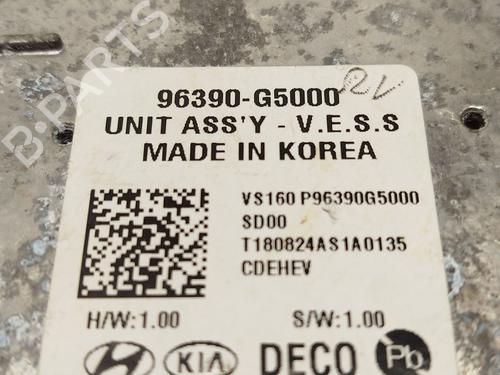 96390-G5000
UNIT ASS'Y - V.E.S.S
MADE IN KOREA
VS160 P96390G5000
SD00
T180824AS1A0135
CDEHEV
H/W:1.00 S/W:1.00
KIA DECO Pb
B-PARTS